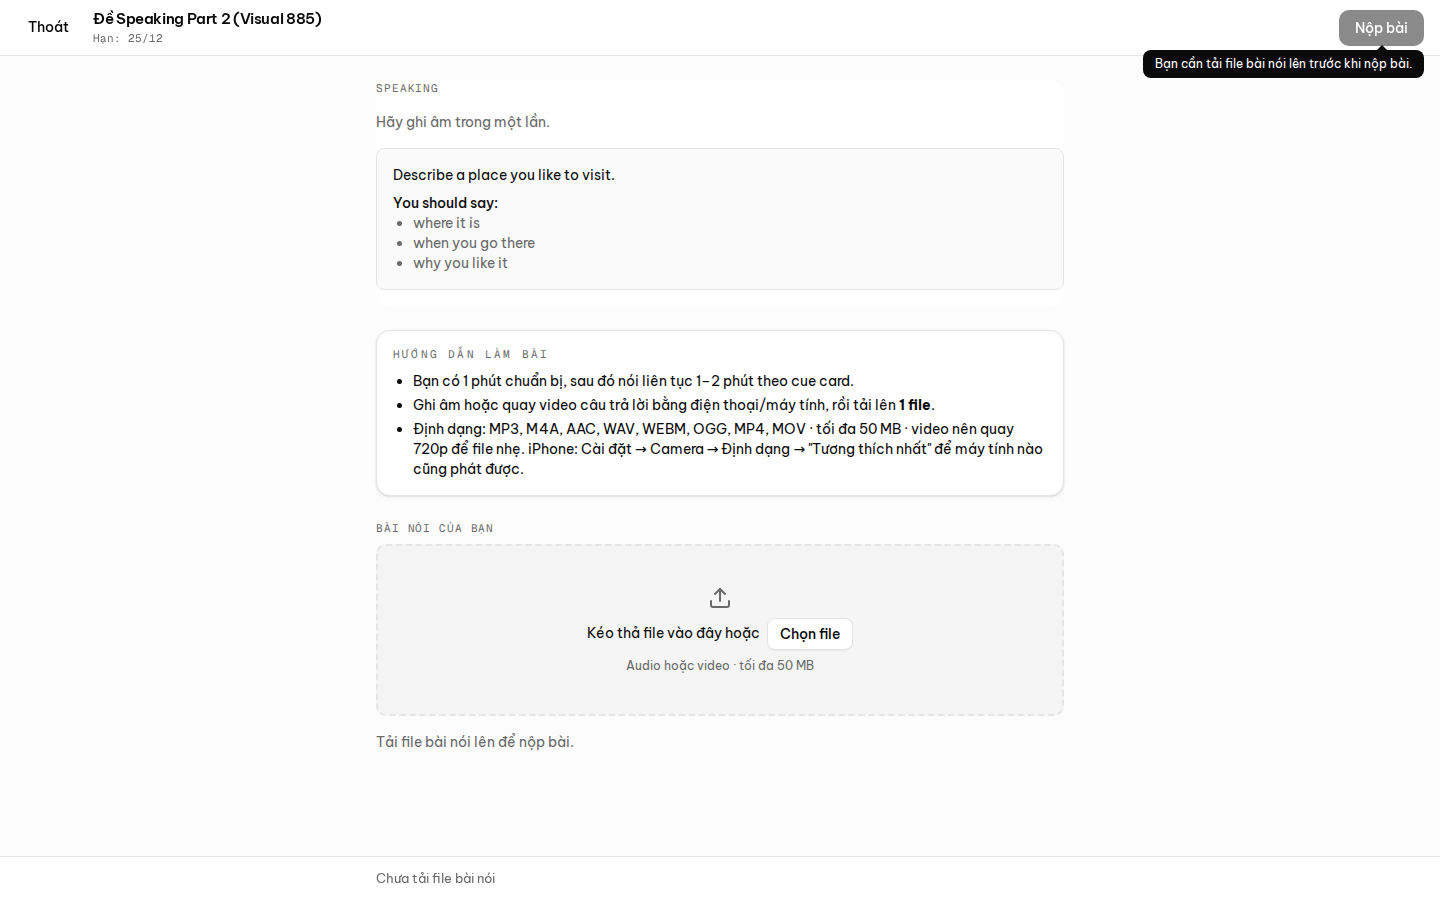 Thoát
Đề Speaking Part 2 (Visual 885)
Hạn: 25/12
Nộp bài
Bạn cần tải file bài nói lên trước khi nộp bài.
SPEAKING
Hãy ghi âm trong một lần.
Describe a place you like to visit.
You should say:
• where it is
• when you go there
• why you like it
HƯỚNG DẪN LÀM BÀI
• Bạn có 1 phút chuẩn bị, sau đó nói liên tục 1–2 phút theo cue card.
• Ghi âm hoặc quay video câu trả lời bằng điện thoại/máy tính, rồi tải lên 1 file.
• Định dạng: MP3, M4A, AAC, WAV, WEBM, OGG, MP4, MOV · tối đa 50 MB · video nên quay
720p để file nhẹ. iPhone: Cài đặt → Camera → Định dạng → "Tương thích nhất" để máy tính nào
cũng phát được.
BÀI NÓI CỦA BẠN
Kéo thả file vào đây hoặc Chọn file
Audio hoặc video · tối đa 50 MB
Tải file bài nói lên để nộp bài.
Chưa tải file bài nói